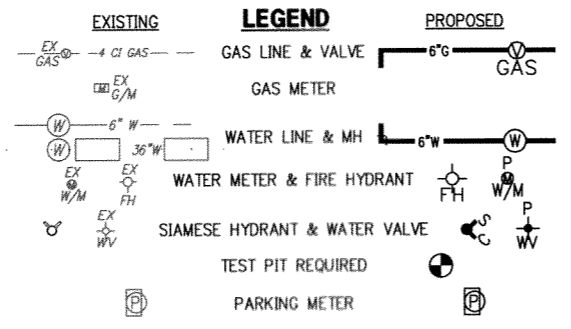 EXISTING LEGEND PROPOSED
EX GAS V 4 CI GAS GAS LINE & VALVE 6"G V GAS
M EX G/M GAS METER
W 6" W
W 36"W WATER LINE & MH 6"W W
EX M W/M EX FH WATER METER & FIRE HYDRANT FH P M W/M
EX WV SIAMESE HYDRANT & WATER VALVE SC P WV
TEST PIT REQUIRED
P PARKING METER P